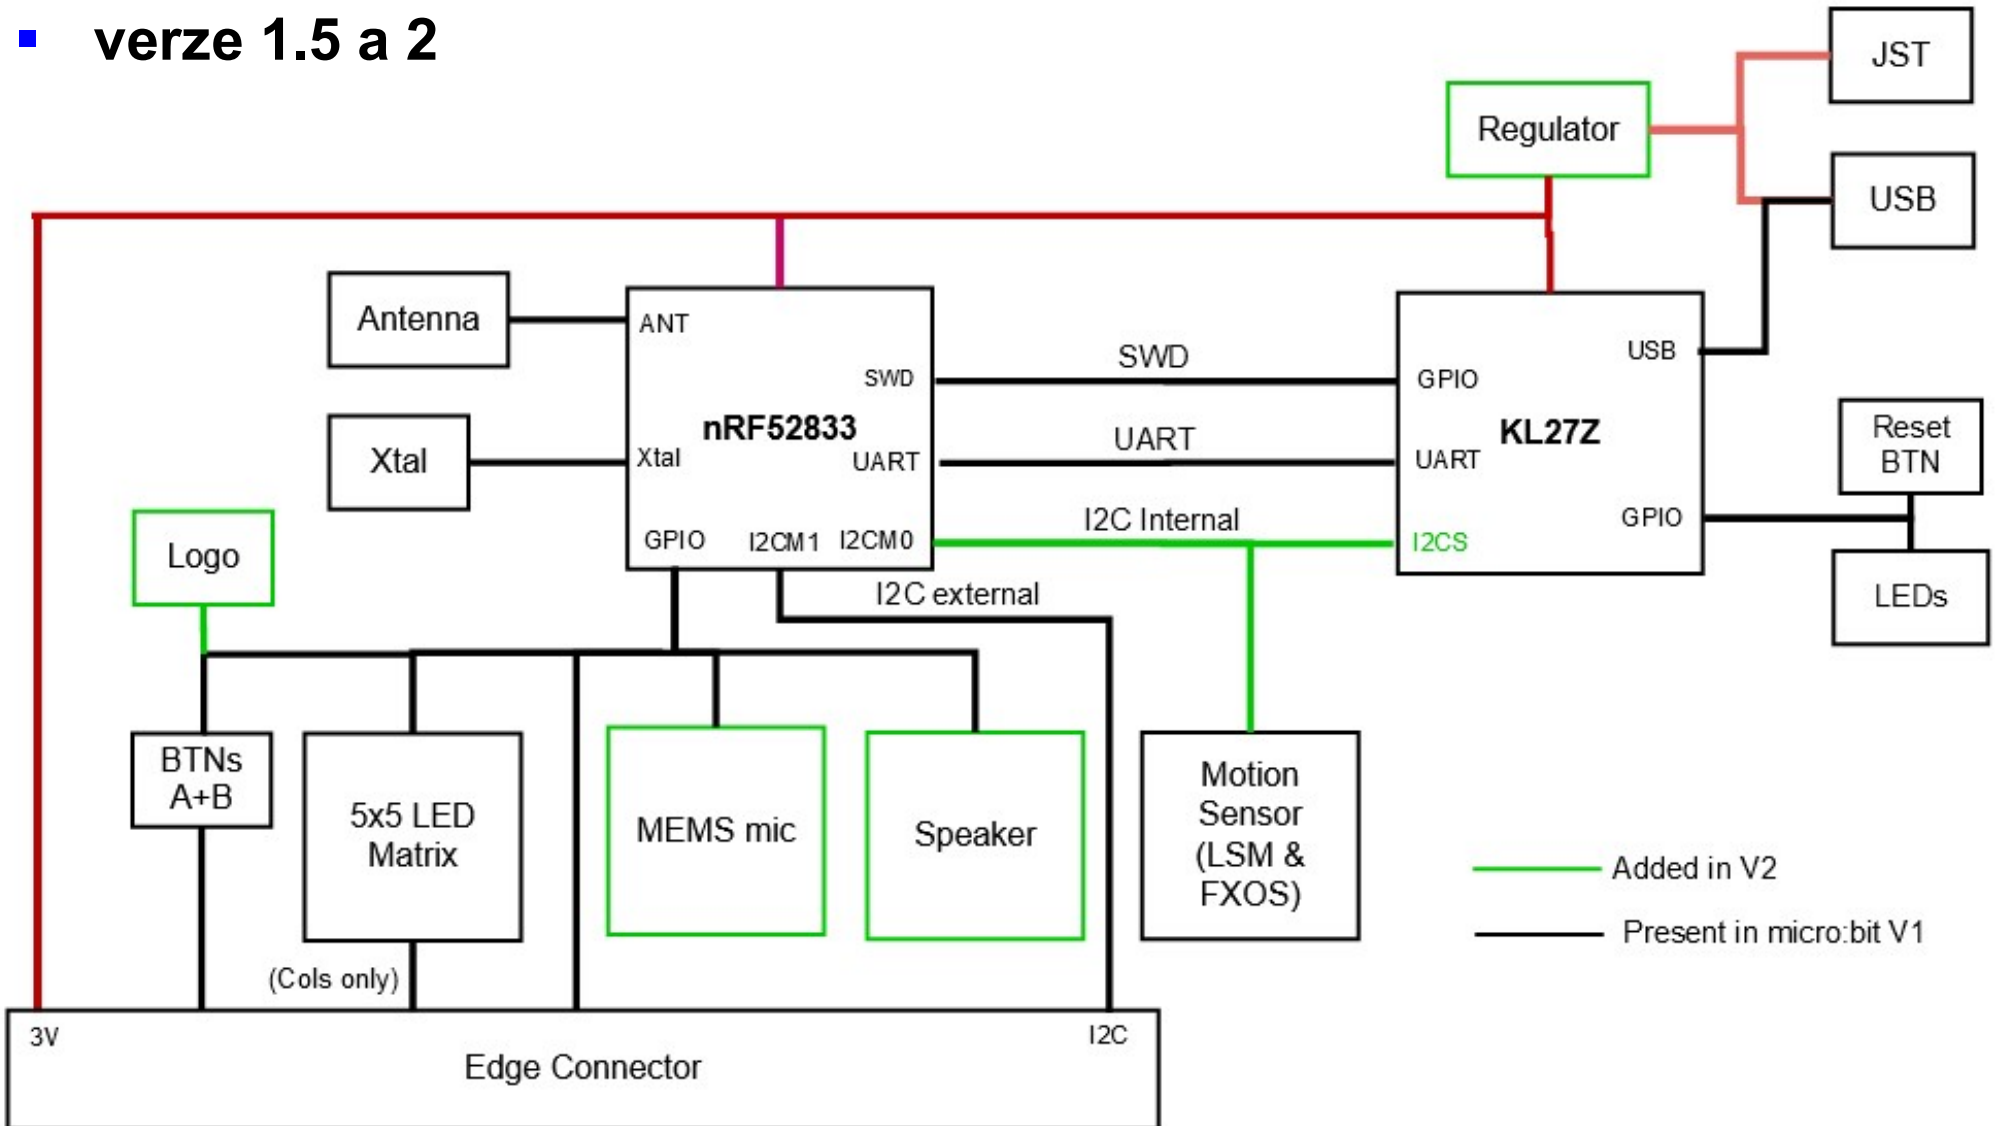 verze 1.5 a 2
JST
Regulator
USB
Antenna
ANT
SWD
SWD
GPIO
USB
nRF52833
KL27Z
Xtal
Xtal
UART
UART
UART
Reset
BTN
GPIO
Logo
GPIO
I2CM1
I2CM0
I2C Internal
I2CS
I2C external
LEDs
BTNs
A+B
5x5 LED
Matrix
MEMS mic
Speaker
Motion
Sensor
(LSM &
FXOS)
Added in V2
Present in micro:bit V1
(Cols only)
3V
I2C
Edge Connector